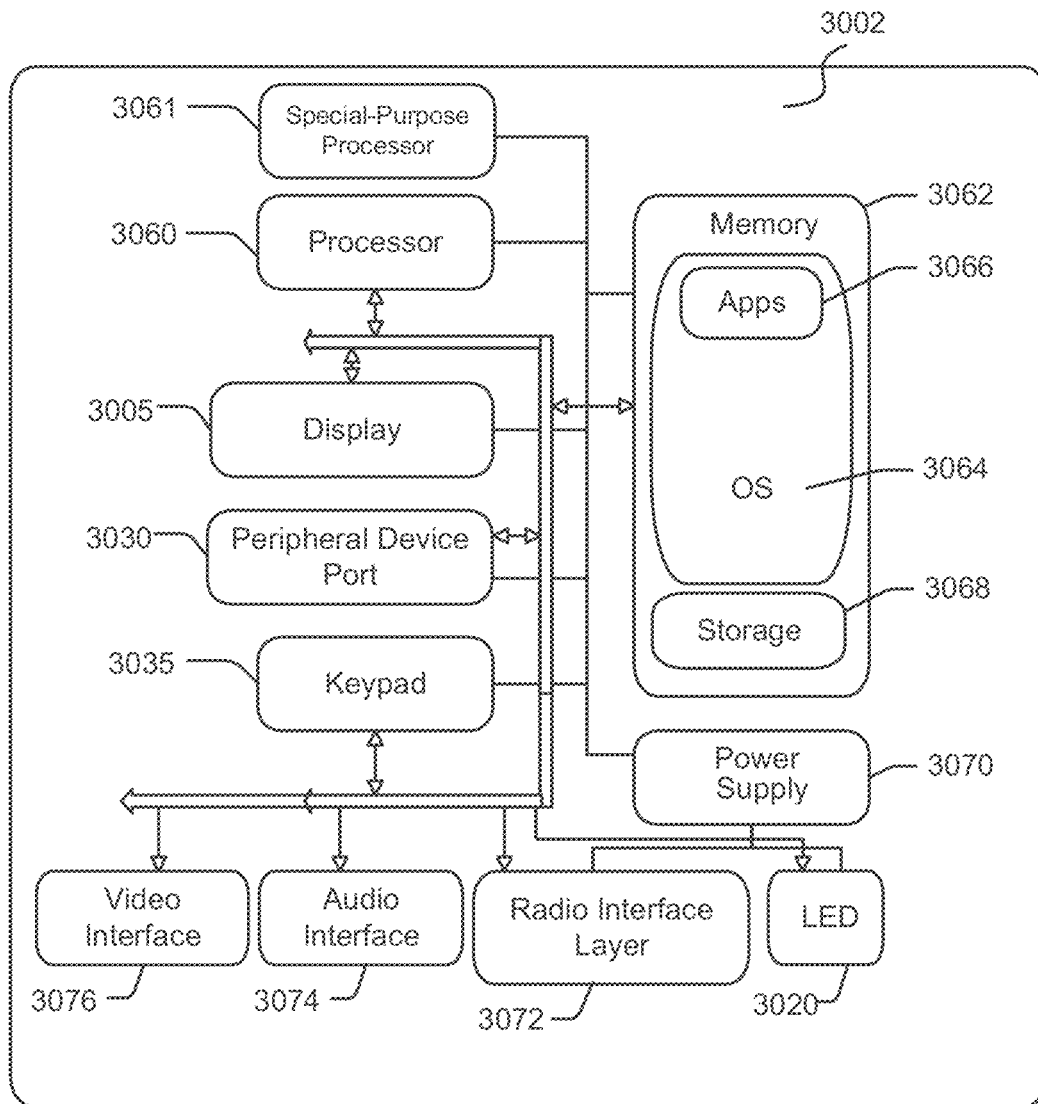 3002
3061
Special-Purpose
Processor
3060
Processor
3062
Memory
3066
Apps
3005
Display
3064
OS
3030
Peripheral Device
Port
3068
Storage
3035
Keypad
Power
Supply
3070
Video
Interface
Audio
Interface
Radio Interface
Layer
LED
3076
3074
3072
3020